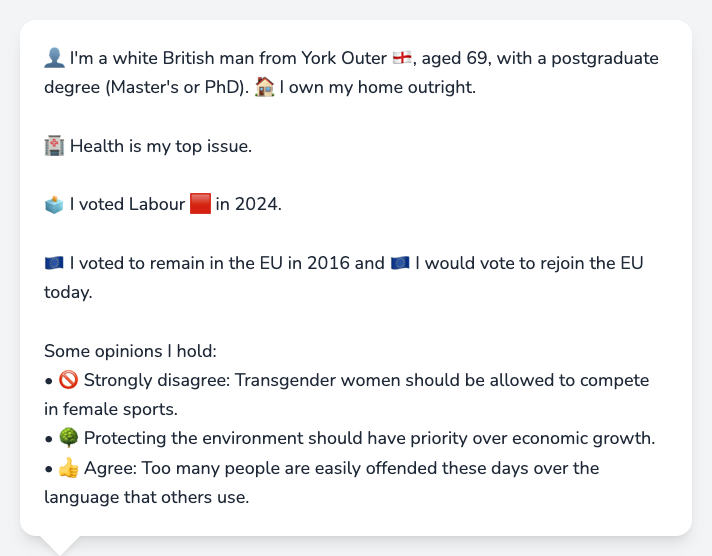 👤 I'm a white British man from York Outer 🏴󠁧󠁢󠁥󠁮󠁧󠁿, aged 69, with a postgraduate
degree (Master's or PhD). 🏠 I own my home outright.
🏥 Health is my top issue.
🗳️ I voted Labour 🟥 in 2024.
🇪🇺 I voted to remain in the EU in 2016 and 🇪🇺 I would vote to rejoin the EU
today.
Some opinions I hold:
• 🚫 Strongly disagree: Transgender women should be allowed to compete
in female sports.
• 🌳 Protecting the environment should have priority over economic growth.
• 👍 Agree: Too many people are easily offended these days over the
language that others use.